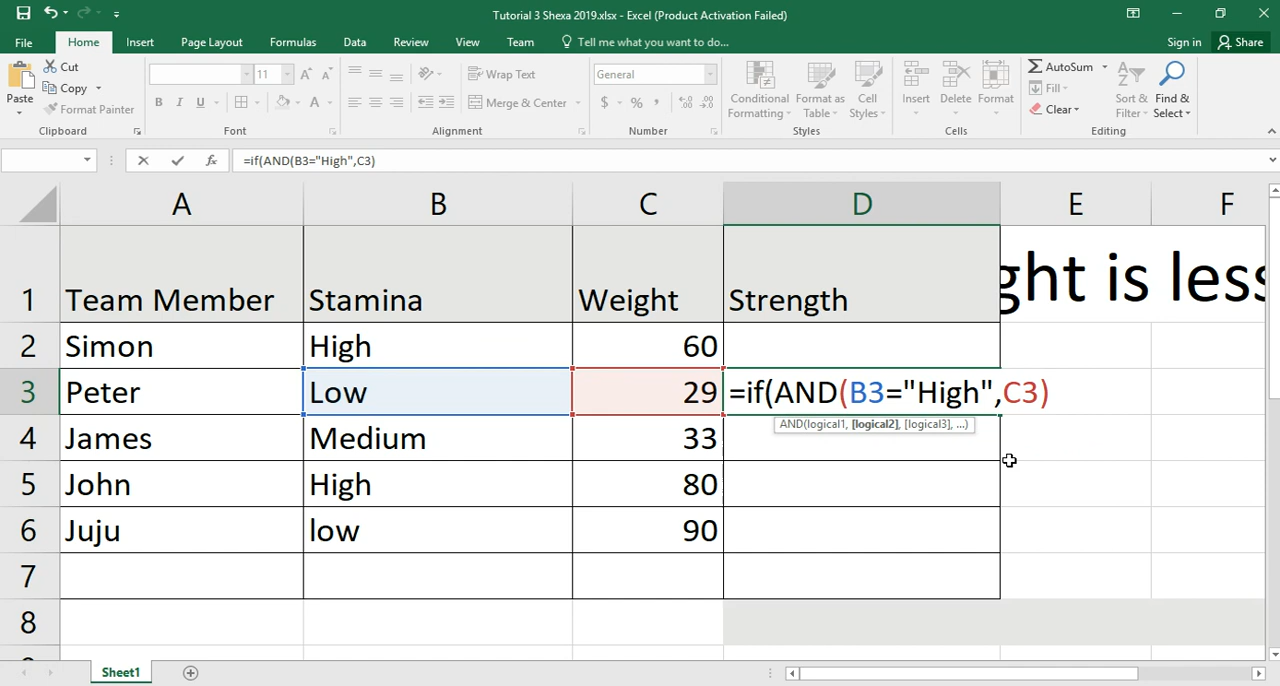 Tutorial 3 Shexa 2019.xlsx - Excel (Product Activation Failed)
File Home Insert Page Layout Formulas Data Review View Team Tell me what you want to do... Sign in Share
Paste
Cut
Copy
Format Painter
Clipboard
11 A A
B I U A
Font
Wrap Text
Merge & Center
Alignment
General
$ % ,
Number
Conditional Formatting
Format as Table
Cell Styles
Styles
Insert Delete Format
Cells
AutoSum
Fill
Clear
Sort & Filter
Find & Select
Editing
fx =if(AND(B3="High",C3)
A B C D E F
1 Team Member Stamina Weight Strength ght is less
2 Simon High 60
3 Peter Low 29 =if(AND(B3="High",C3)
AND(logical1, [logical2], [logical3], ...)
4 James Medium 33
5 John High 80
6 Juju low 90
7
8
Sheet1